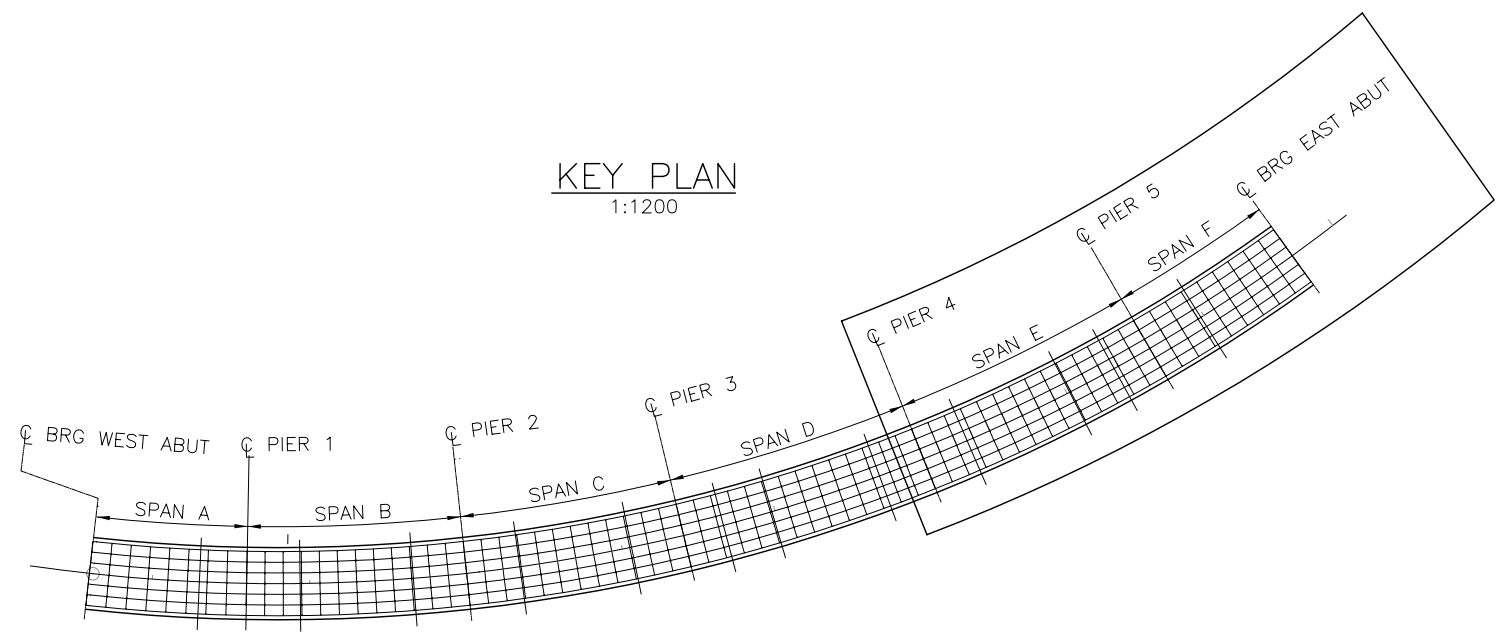 KEY PLAN
1:1200
℄ BRG WEST ABUT
℄ PIER 1
℄ PIER 2
℄ PIER 3
℄ PIER 4
℄ PIER 5
℄ BRG EAST ABUT
SPAN A
SPAN B
SPAN C
SPAN D
SPAN E
SPAN F